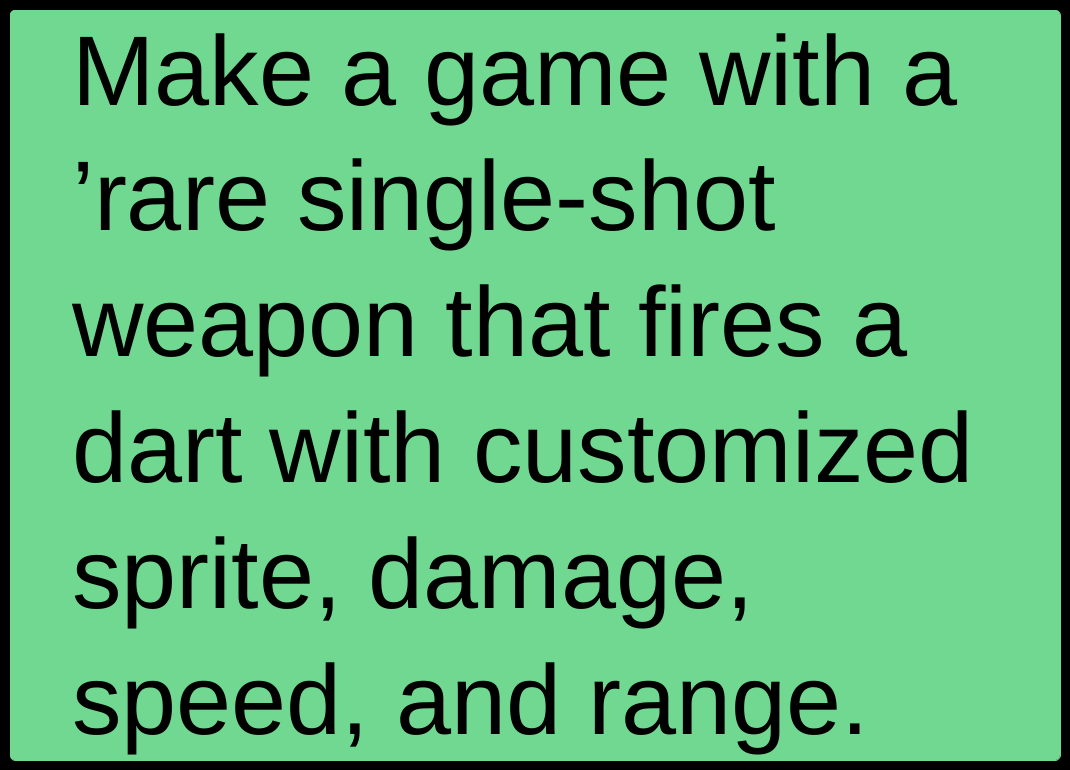 Make a game with a
’rare single-shot
weapon that fires a
dart with customized
sprite, damage,
speed, and range.